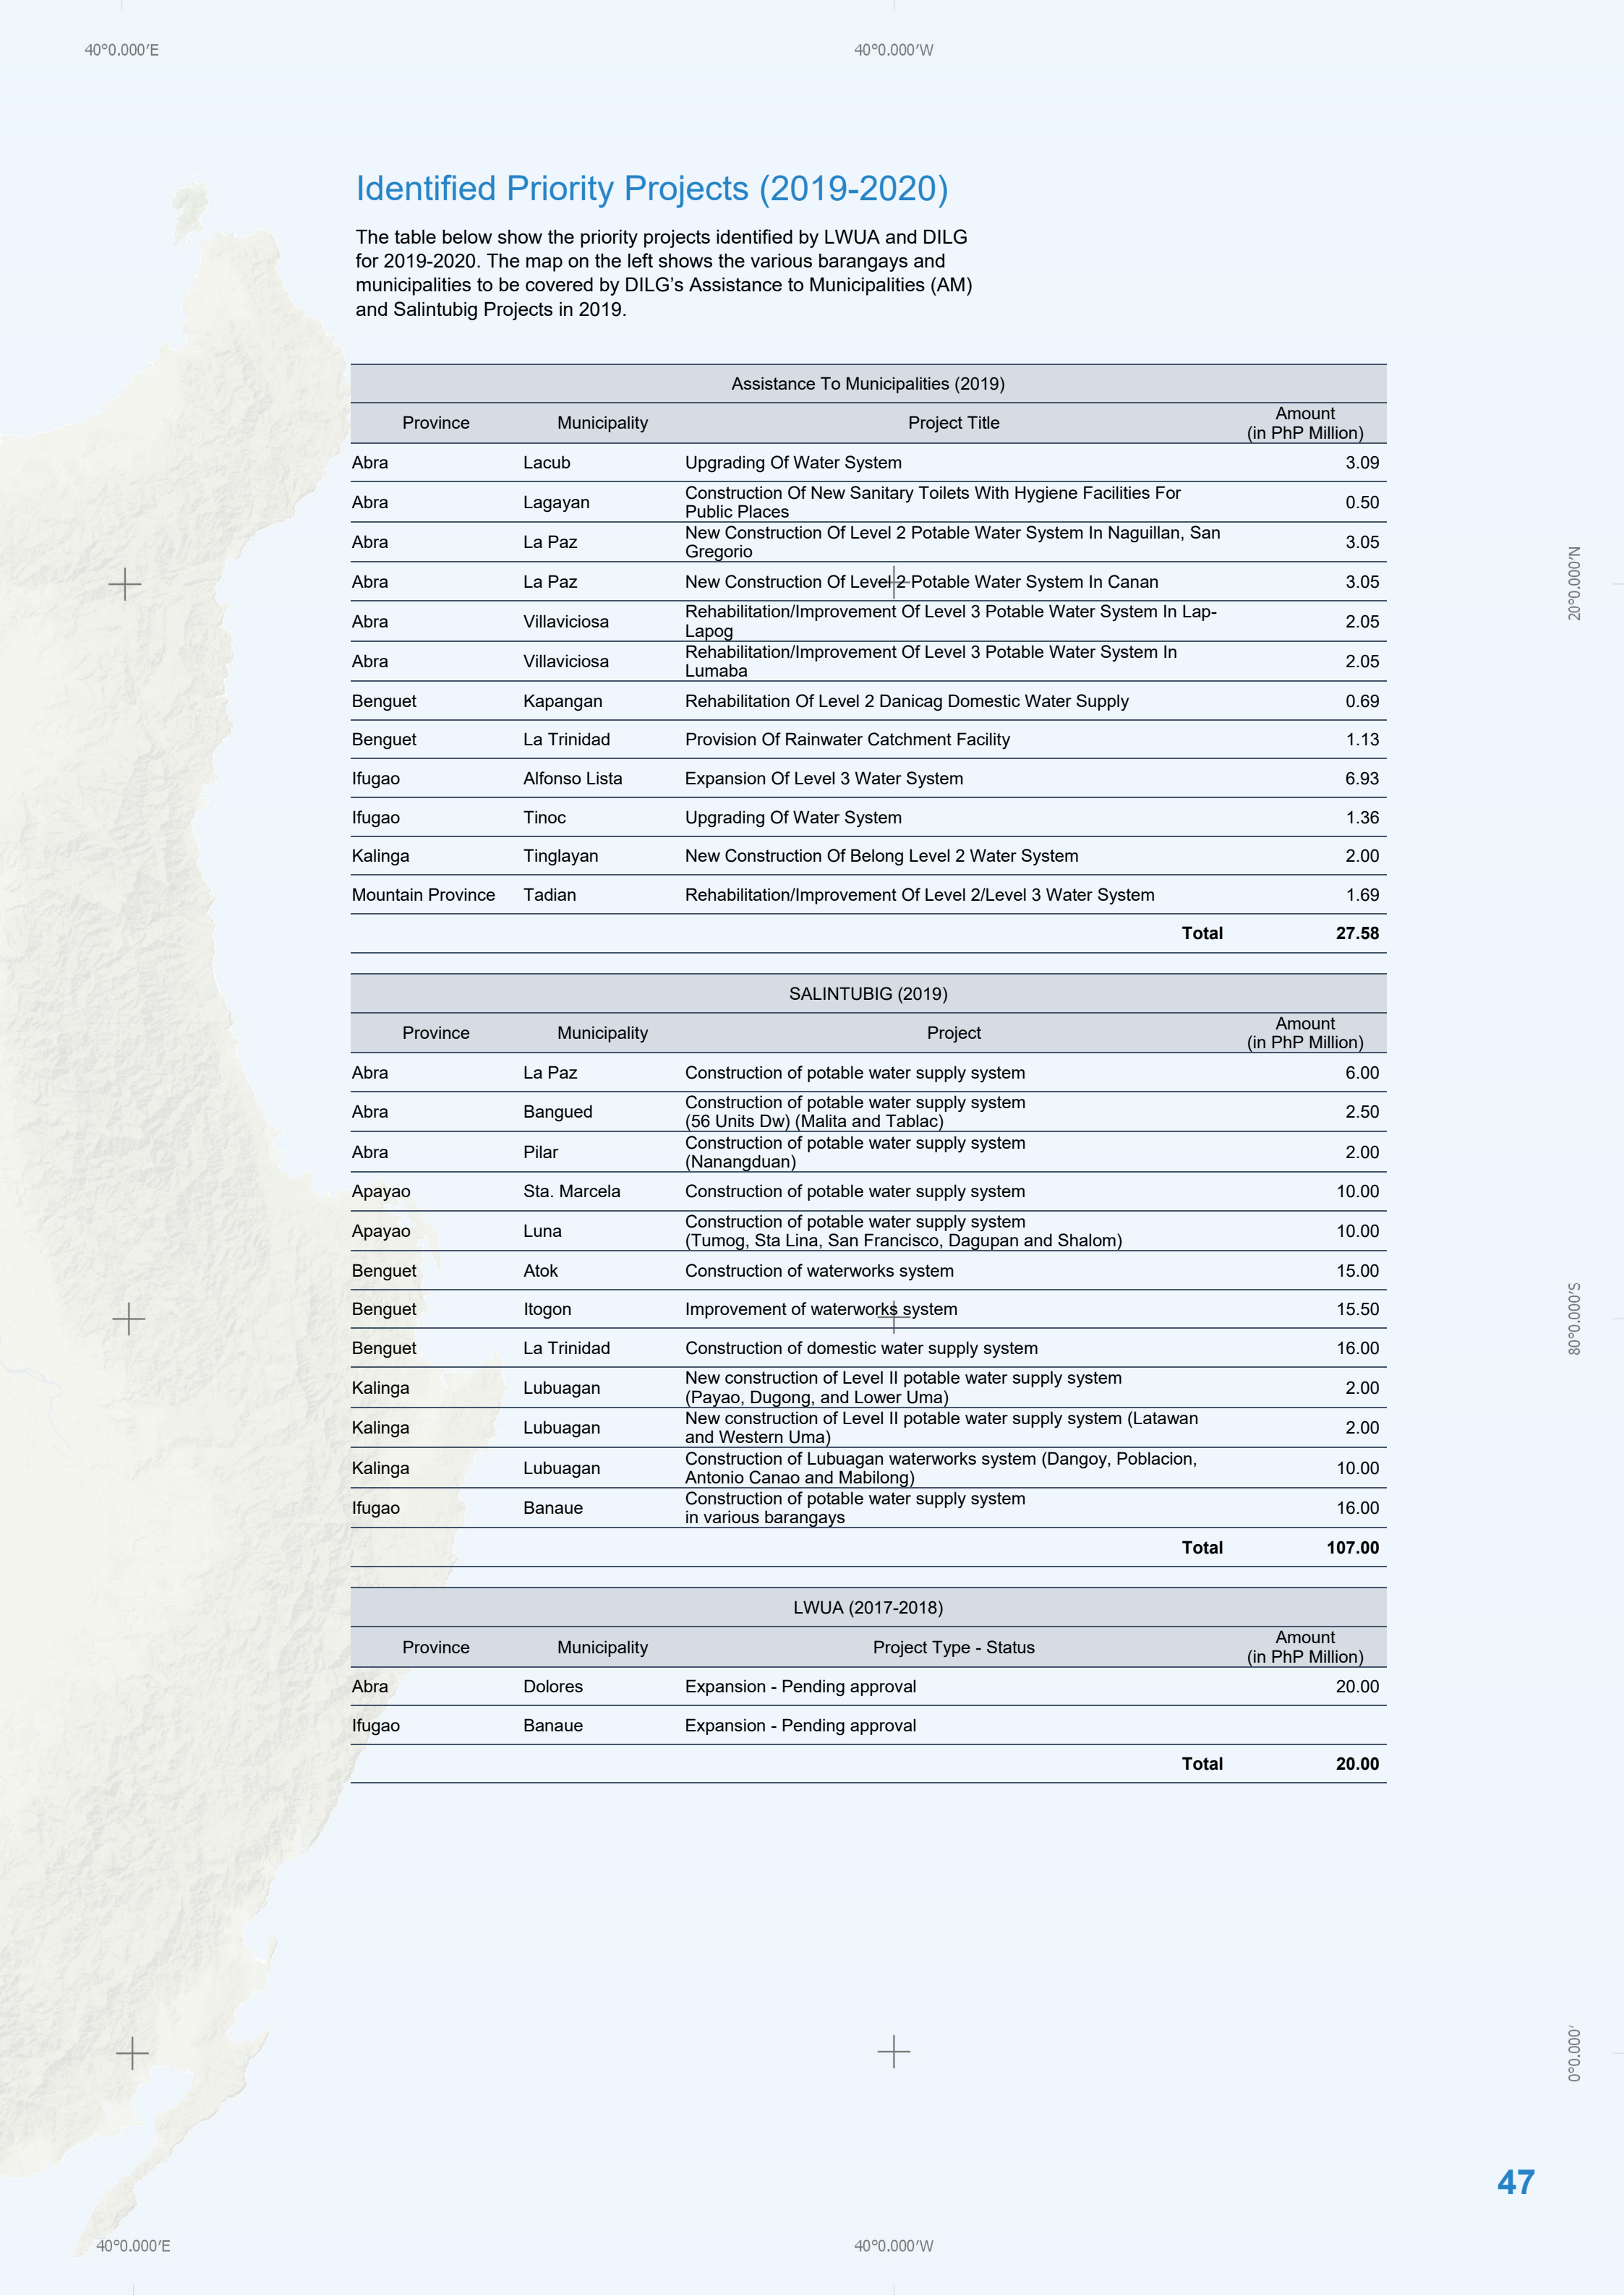 40°0.000′E
40°0.000′W
Identified Priority Projects (2019-2020)
The table below show the priority projects identified by LWUA and DILG
for 2019-2020. The map on the left shows the various barangays and
municipalities to be covered by DILG’s Assistance to Municipalities (AM)
and Salintubig Projects in 2019.
Assistance To Municipalities (2019)
Province Municipality Project Title Amount
(in PhP Million)
Abra Lacub Upgrading Of Water System 3.09
Abra Lagayan Construction Of New Sanitary Toilets With Hygiene Facilities For
Public Places 0.50
Abra La Paz New Construction Of Level 2 Potable Water System In Naguillan, San
Gregorio 3.05
Abra La Paz New Construction Of Level 2 Potable Water System In Canan 3.05
Abra Villaviciosa Rehabilitation/Improvement Of Level 3 Potable Water System In Lap-
Lapog 2.05
Abra Villaviciosa Rehabilitation/Improvement Of Level 3 Potable Water System In
Lumaba 2.05
Benguet Kapangan Rehabilitation Of Level 2 Danicag Domestic Water Supply 0.69
Benguet La Trinidad Provision Of Rainwater Catchment Facility 1.13
Ifugao Alfonso Lista Expansion Of Level 3 Water System 6.93
Ifugao Tinoc Upgrading Of Water System 1.36
Kalinga Tinglayan New Construction Of Belong Level 2 Water System 2.00
Mountain Province Tadian Rehabilitation/Improvement Of Level 2/Level 3 Water System 1.69
Total 27.58
SALINTUBIG (2019)
Province Municipality Project Amount
(in PhP Million)
Abra La Paz Construction of potable water supply system 6.00
Abra Bangued Construction of potable water supply system
(56 Units Dw) (Malita and Tablac) 2.50
Abra Pilar Construction of potable water supply system
(Nanangduan) 2.00
Apayao Sta. Marcela Construction of potable water supply system 10.00
Apayao Luna Construction of potable water supply system
(Tumog, Sta Lina, San Francisco, Dagupan and Shalom) 10.00
Benguet Atok Construction of waterworks system 15.00
Benguet Itogon Improvement of waterworks system 15.50
Benguet La Trinidad Construction of domestic water supply system 16.00
Kalinga Lubuagan New construction of Level II potable water supply system
(Payao, Dugong, and Lower Uma) 2.00
Kalinga Lubuagan New construction of Level II potable water supply system (Latawan
and Western Uma) 2.00
Kalinga Lubuagan Construction of Lubuagan waterworks system (Dangoy, Poblacion,
Antonio Canao and Mabilong) 10.00
Ifugao Banaue Construction of potable water supply system
in various barangays 16.00
Total 107.00
LWUA (2017-2018)
Province Municipality Project Type - Status Amount
(in PhP Million)
Abra Dolores Expansion - Pending approval 20.00
Ifugao Banaue Expansion - Pending approval
Total 20.00
20°0.000′N
80°0.000′S
0°0.000′
47
40°0.000′E
40°0.000′W